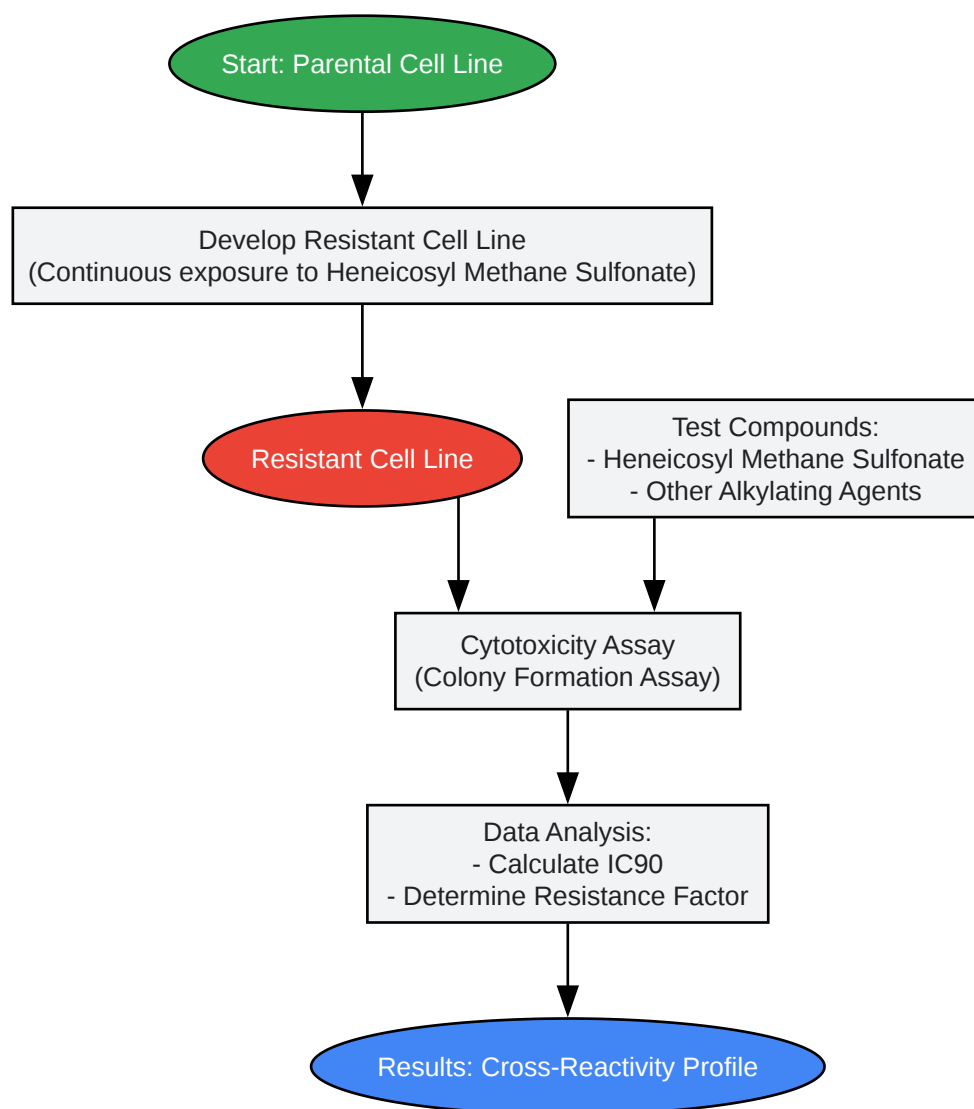 Start: Parental Cell Line
Develop Resistant Cell Line
(Continuous exposure to Heneicosyl Methane Sulfonate)
Resistant Cell Line
Test Compounds:
- Heneicosyl Methane Sulfonate
- Other Alkylating Agents
Cytotoxicity Assay
(Colony Formation Assay)
Data Analysis:
- Calculate IC90
- Determine Resistance Factor
Results: Cross-Reactivity Profile